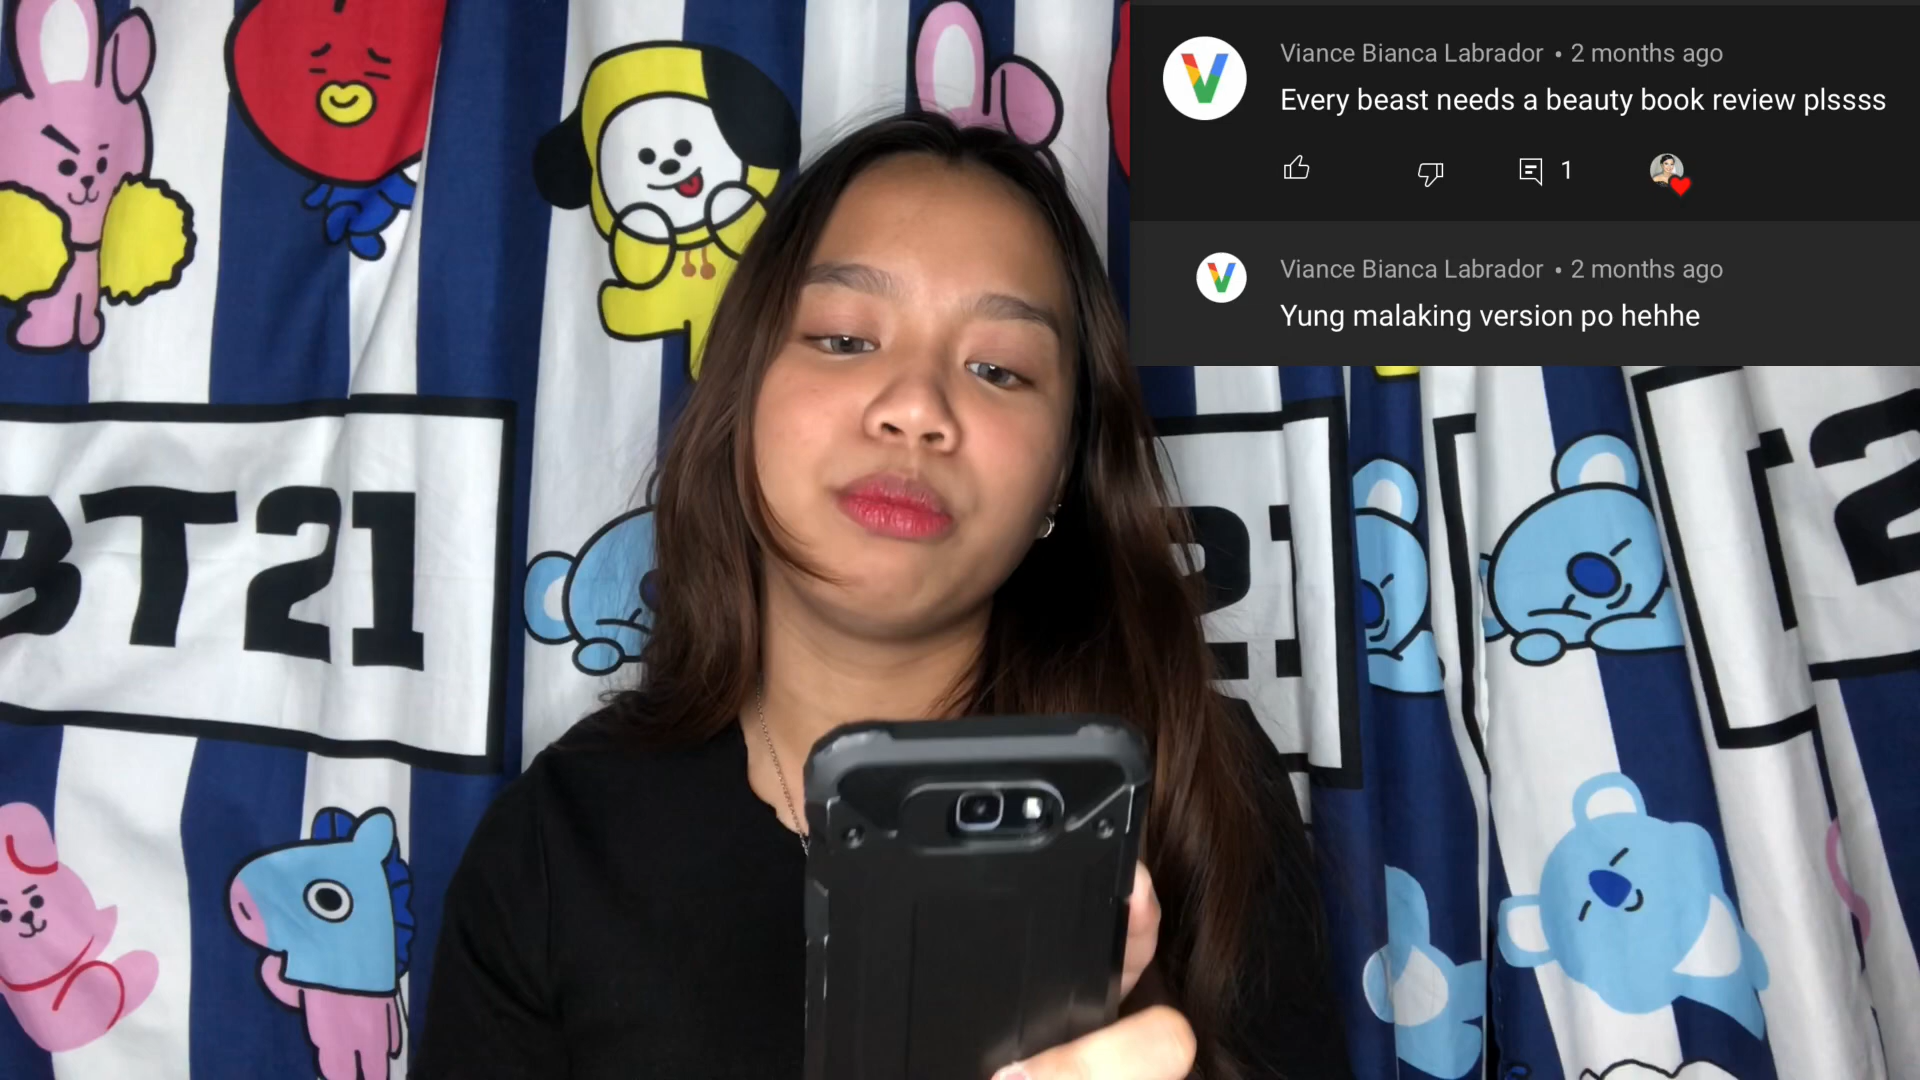 Viance Bianca Labrador • 2 months ago
Every beast needs a beauty book review plssss
1
Viance Bianca Labrador • 2 months ago
Yung malaking version po hehhe
BT21
21
2